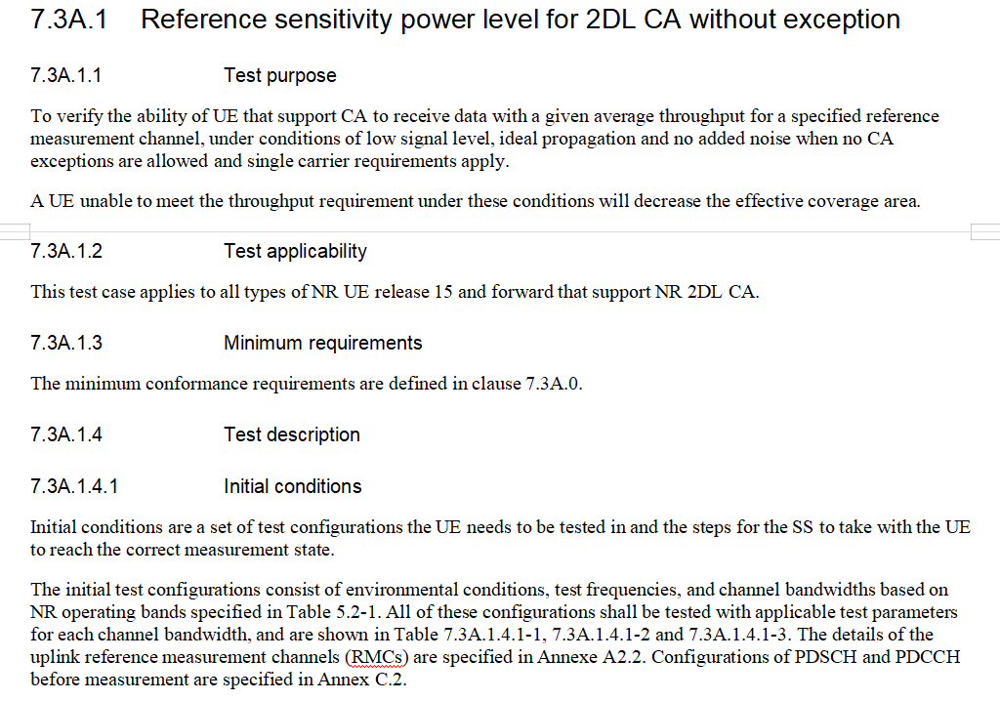 7.3A.1 Reference sensitivity power level for 2DL CA without exception
7.3A.1.1 Test purpose
To verify the ability of UE that support CA to receive data with a given average throughput for a specified reference
measurement channel, under conditions of low signal level, ideal propagation and no added noise when no CA
exceptions are allowed and single carrier requirements apply.
A UE unable to meet the throughput requirement under these conditions will decrease the effective coverage area.
7.3A.1.2 Test applicability
This test case applies to all types of NR UE release 15 and forward that support NR 2DL CA.
7.3A.1.3 Minimum requirements
The minimum conformance requirements are defined in clause 7.3A.0.
7.3A.1.4 Test description
7.3A.1.4.1 Initial conditions
Initial conditions are a set of test configurations the UE needs to be tested in and the steps for the SS to take with the UE
to reach the correct measurement state.
The initial test configurations consist of environmental conditions, test frequencies, and channel bandwidths based on
NR operating bands specified in Table 5.2-1. All of these configurations shall be tested with applicable test parameters
for each channel bandwidth, and are shown in Table 7.3A.1.4.1-1, 7.3A.1.4.1-2 and 7.3A.1.4.1-3. The details of the
uplink reference measurement channels (RMCs) are specified in Annexe A2.2. Configurations of PDSCH and PDCCH
before measurement are specified in Annex C.2.